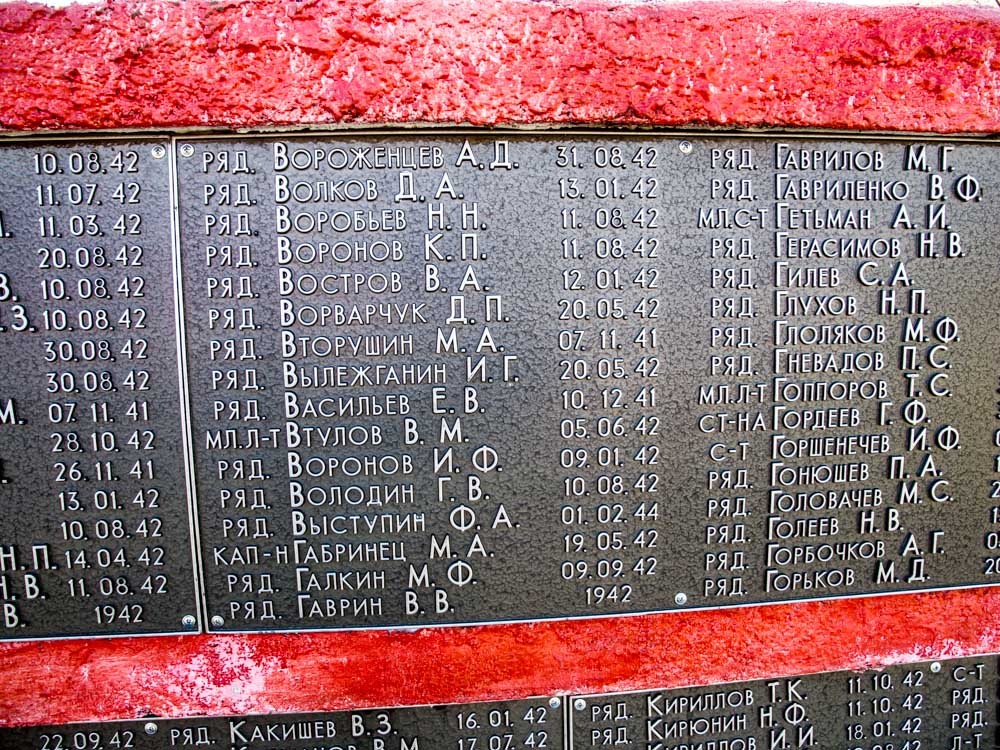 10.08.42
11.07.42
11.03.42
20.08.42
В. 10.08.42
.З. 10.08.42
30.08.42
30.08.42
М. 07.11.41
28.10.42
26.11.41
13.01.42
10.08.42
Н.П. 14.04.42
Н.В. 11.08.42
В. 1942
РЯД. ВОРОЖЕНЦЕВ А.Д. 31.08.42
РЯД. ВОЛКОВ Д.А. 13.01.42
РЯД. ВОРОБЬЕВ Н.Н. 11.08.42
РЯД. ВОРОНОВ К.П. 11.08.42
РЯД. ВОСТРОВ В.А. 12.01.42
РЯД. ВОРВАРЧУК Д.П. 20.05.42
РЯД. ВТОРУШИН М.А. 07.11.41
РЯД. ВЫЛЕЖГАНИН И.Г. 20.05.42
РЯД. ВАСИЛЬЕВ Е.В. 10.12.41
МЛ.Л-Т ВТУЛОВ В.М. 05.06.42
РЯД. ВОРОНОВ И.Ф. 09.01.42
РЯД. ВОЛОДИН Г.В. 10.08.42
РЯД. ВЫСТУПИН Ф.А. 01.02.44
КАП-Н ГАБРИНЕЦ М.А. 19.05.42
РЯД. ГАЛКИН М.Ф. 09.09.42
РЯД. ГАВРИН В.В. 1942
РЯД. ГАВРИЛОВ М.Г.
РЯД. ГАВРИЛЕНКО В.Ф.
МЛ.С-Т ГЕТЬМАН А.И.
РЯД. ГЕРАСИМОВ Н.В.
РЯД. ГИЛЕВ С.А.
РЯД. ГЛУХОВ Н.П.
РЯД. ГЛОЛЯКОВ М.Ф.
РЯД. ГНЕВАДОВ П.С.
МЛ.Л-Т ГОППОРОВ Т.С.
СТ-НА ГОРДЕЕВ Г.Ф.
С-Т ГОРШЕНЕЧЕВ И.Ф.
РЯД. ГОНЮШЕВ П.А.
РЯД. ГОЛОВАЧЕВ М.С.
РЯД. ГОЛЕЕВ Н.В.
РЯД. ГОРБОЧКОВ А.Г.
РЯД. ГОРЬКОВ М.Д.
22.09.42
РЯД. КАКИШЕВ В.З. 16.01.42
В.М. 17.07.42
РЯД. КИРИЛЛОВ Т.К. 11.10.42
РЯД. КИРЮНИН Н.Ф. 11.10.42
РЯД. КИРИЛЛОВ И.И. 18.01.42
С-Т
РЯД.
РЯД.
Л-Т